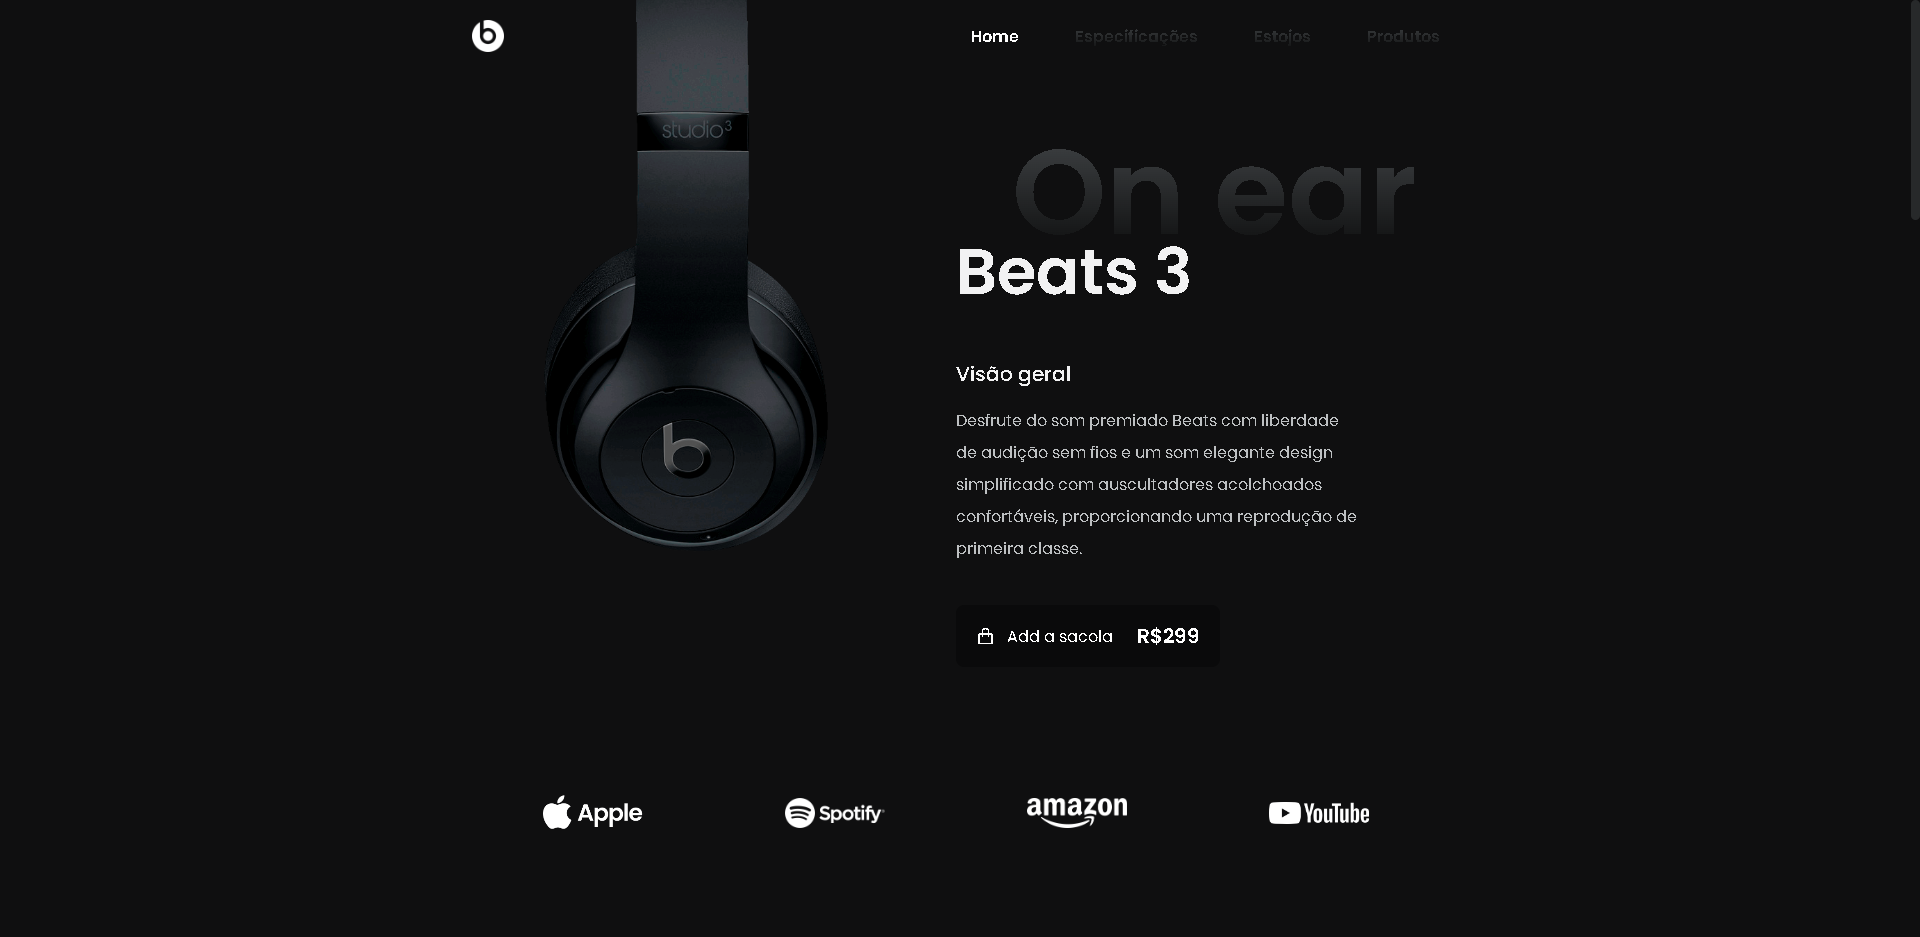 Home Especificações Estojos Produtos
studio3
On ear
Beats 3
Visão geral
Desfrute do som premiado Beats com liberdade
de audição sem fios e um som elegante design
simplificado com auscultadores acolchoados
confortáveis, proporcionando uma reprodução de
primeira classe.
Add a sacola R$299
Apple Spotify amazon YouTube